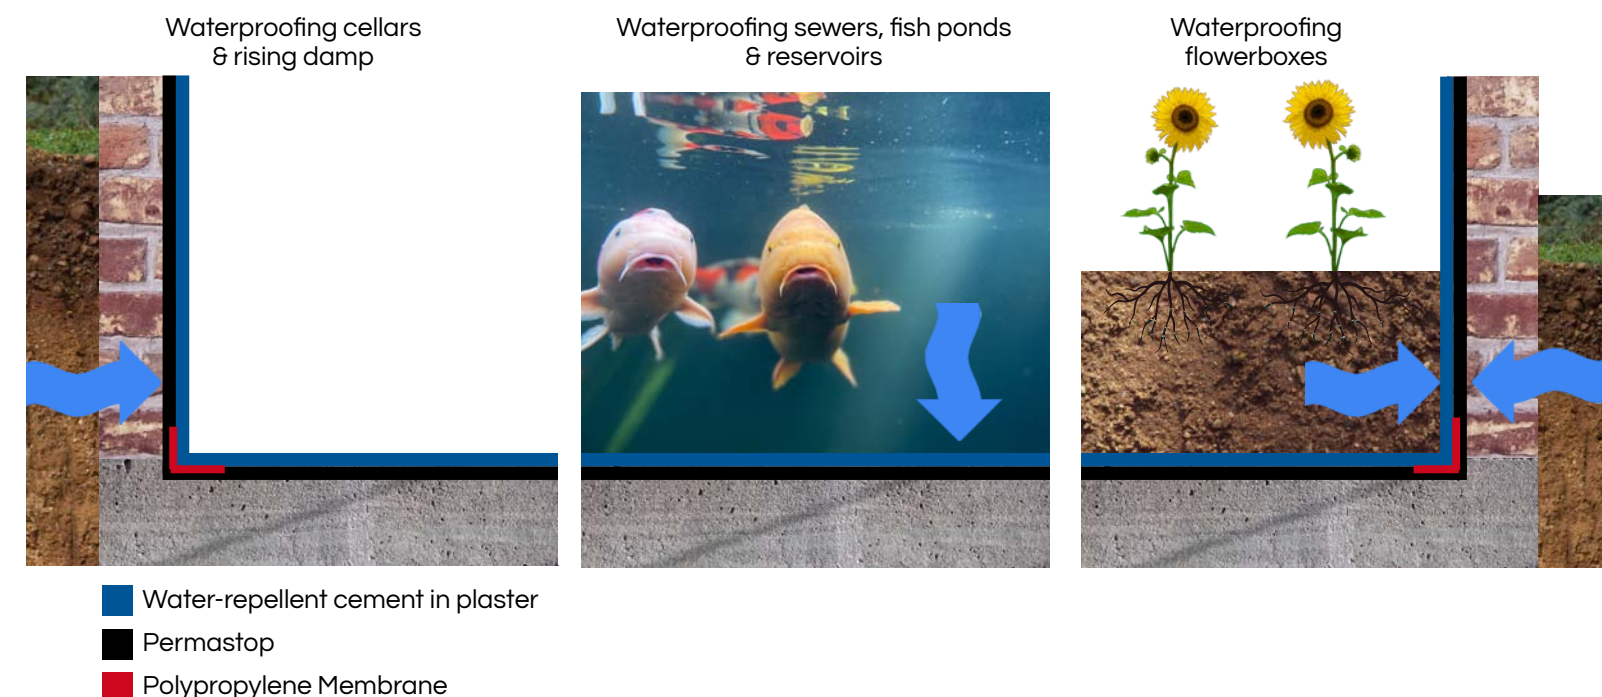 Waterproofing cellars
& rising damp
Waterproofing sewers, fish ponds
& reservoirs
Waterproofing
flowerboxes
Water-repellent cement in plaster
Permastop
Polypropylene Membrane